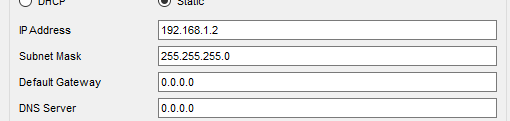 DHCP Static
IP Address 192.168.1.2
Subnet Mask 255.255.255.0
Default Gateway 0.0.0.0
DNS Server 0.0.0.0